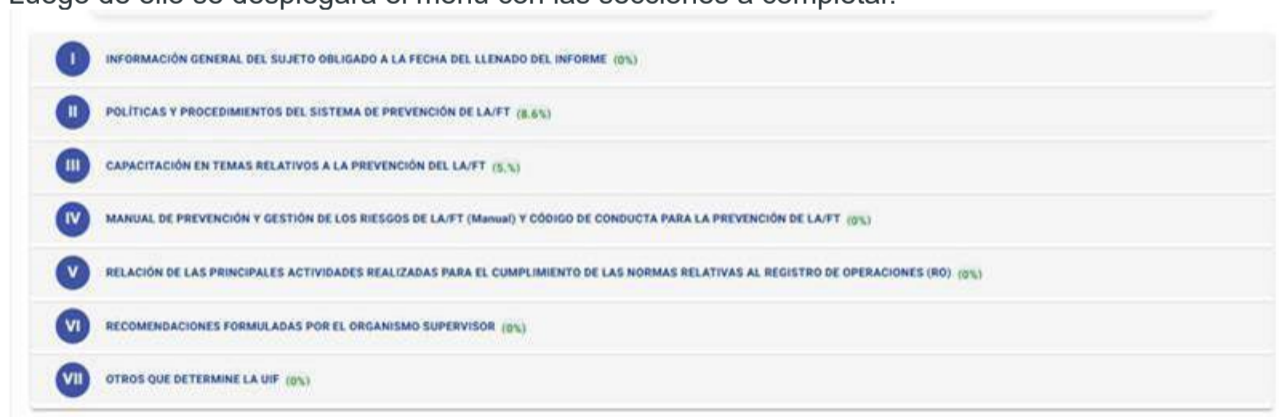 Luego de ello se desplegará el menú con las secciones a completar:
I INFORMACIÓN GENERAL DEL SUJETO OBLIGADO A LA FECHA DEL LLENADO DEL INFORME (0%)
II POLÍTICAS Y PROCEDIMIENTOS DEL SISTEMA DE PREVENCIÓN DE LA/FT (8.6%)
III CAPACITACIÓN EN TEMAS RELATIVOS A LA PREVENCIÓN DEL LA/FT (5.%)
IV MANUAL DE PREVENCIÓN Y GESTIÓN DE LOS RIESGOS DE LA/FT (Manual) Y CÓDIGO DE CONDUCTA PARA LA PREVENCIÓN DE LA/FT (0%)
V RELACIÓN DE LAS PRINCIPALES ACTIVIDADES REALIZADAS PARA EL CUMPLIMIENTO DE LAS NORMAS RELATIVAS AL REGISTRO DE OPERACIONES (RO) (0%)
VI RECOMENDACIONES FORMULADAS POR EL ORGANISMO SUPERVISOR (0%)
VII OTROS QUE DETERMINE LA UIF (0%)